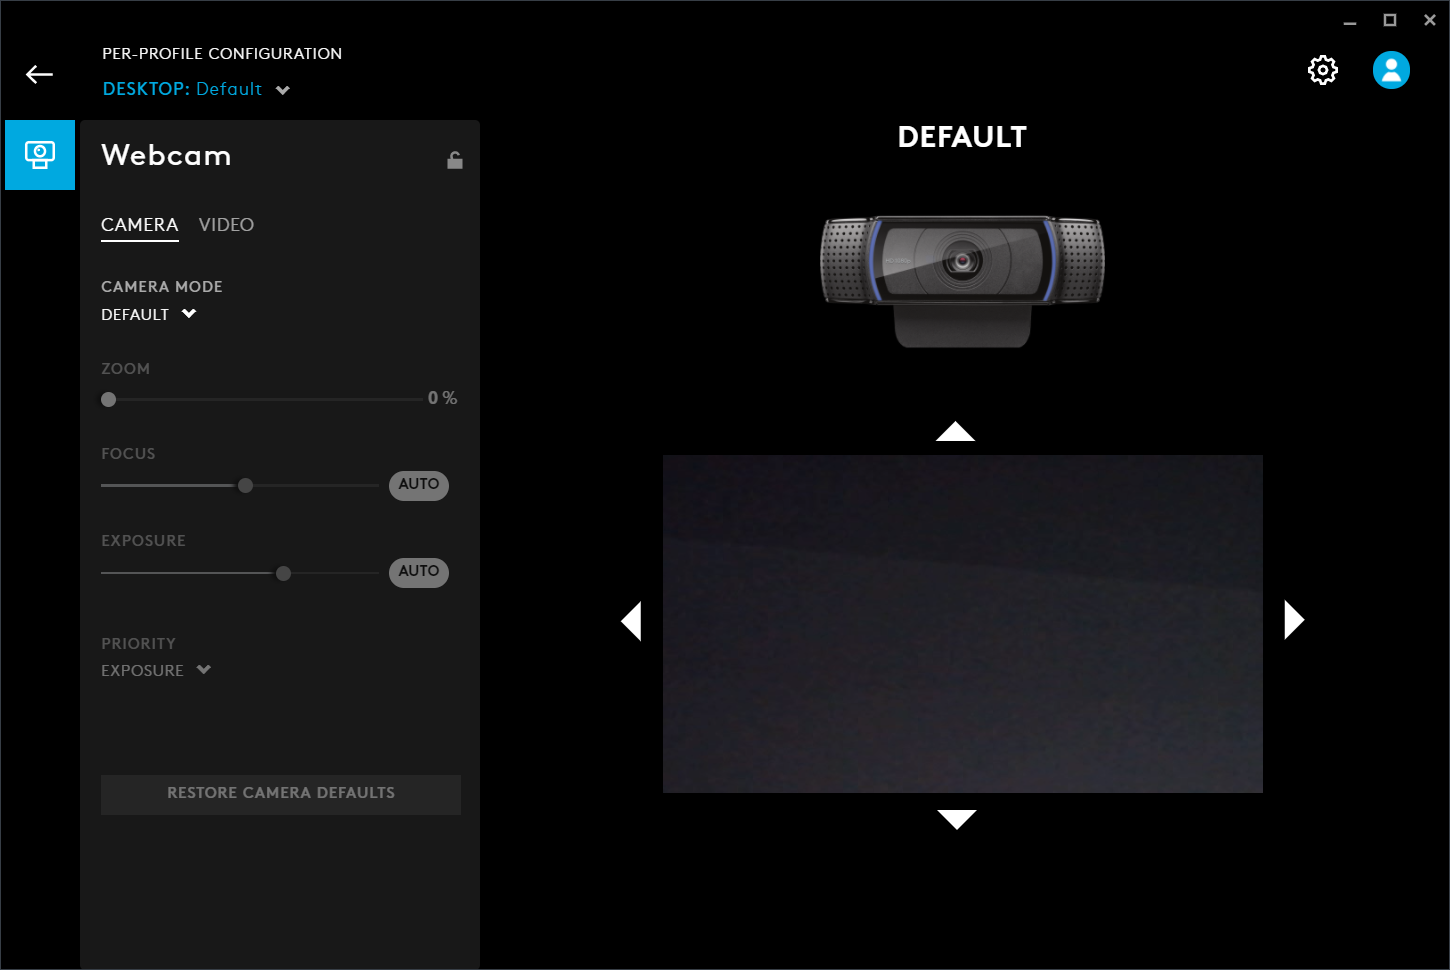 PER-PROFILE CONFIGURATION
DESKTOP: Default
Webcam
CAMERA VIDEO
CAMERA MODE
DEFAULT
ZOOM
0 %
FOCUS
AUTO
EXPOSURE
AUTO
PRIORITY
EXPOSURE
RESTORE CAMERA DEFAULTS
DEFAULT